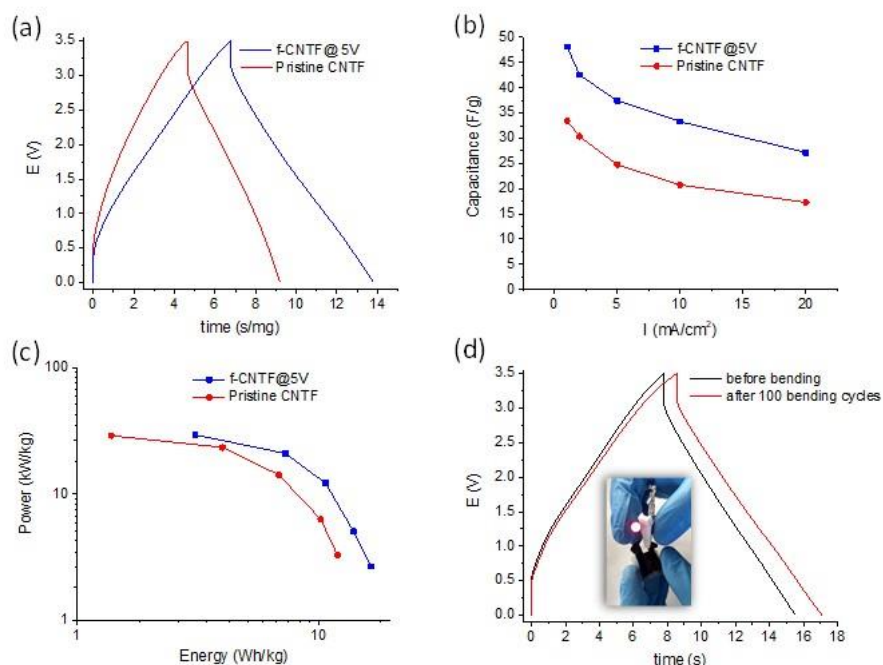 (a)
f-CNTF@5V
Pristine CNTF
3.5
3.0
2.5
2.0
1.5
1.0
0.5
0.0
E (V)
0 2 4 6 8 10 12 14
time (s/mg)
(b)
f-CNTF@5V
Pristine CNTF
50
45
40
35
30
25
20
15
10
5
0
Capacitance (F/g)
0 5 10 15 20
I (mA/cm²)
(c)
f-CNTF@5V
Pristine CNTF
100
10
1
Power (kW/kg)
1 10
Energy (Wh/kg)
(d)
before bending
after 100 bending cycles
3.5
3.0
2.5
2.0
1.5
1.0
0.5
0.0
E (V)
0 2 4 6 8 10 12 14 16 18
time (s)